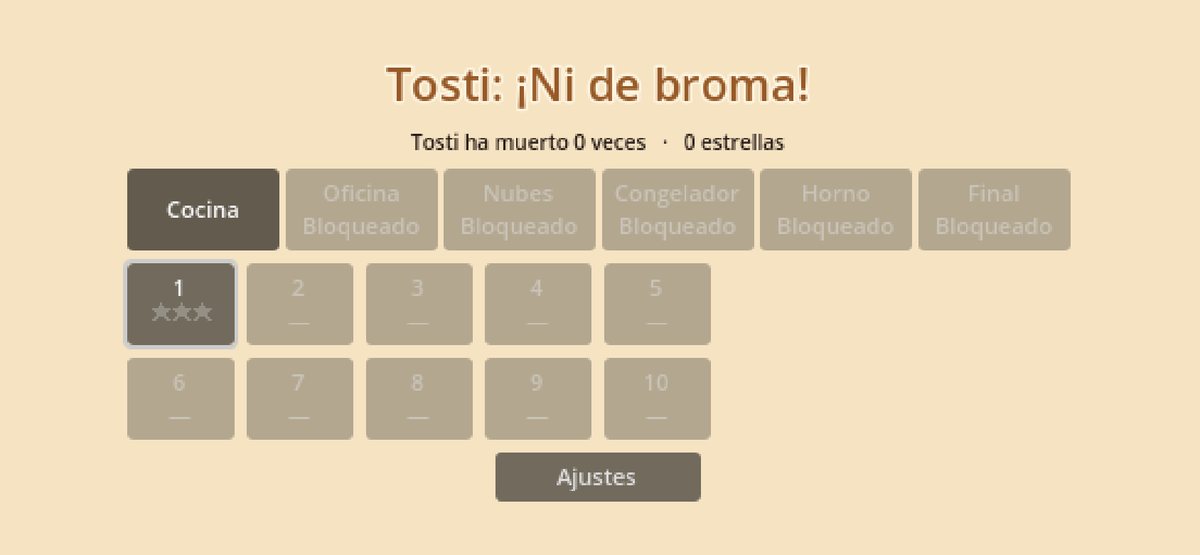 Tosti: ¡Ni de broma!
Tosti ha muerto 0 veces · 0 estrellas
Cocina
Oficina
Bloqueado
Nubes
Bloqueado
Congelador
Bloqueado
Horno
Bloqueado
Final
Bloqueado
1
★★★
2
—
3
—
4
—
5
—
6
—
7
—
8
—
9
—
10
—
Ajustes